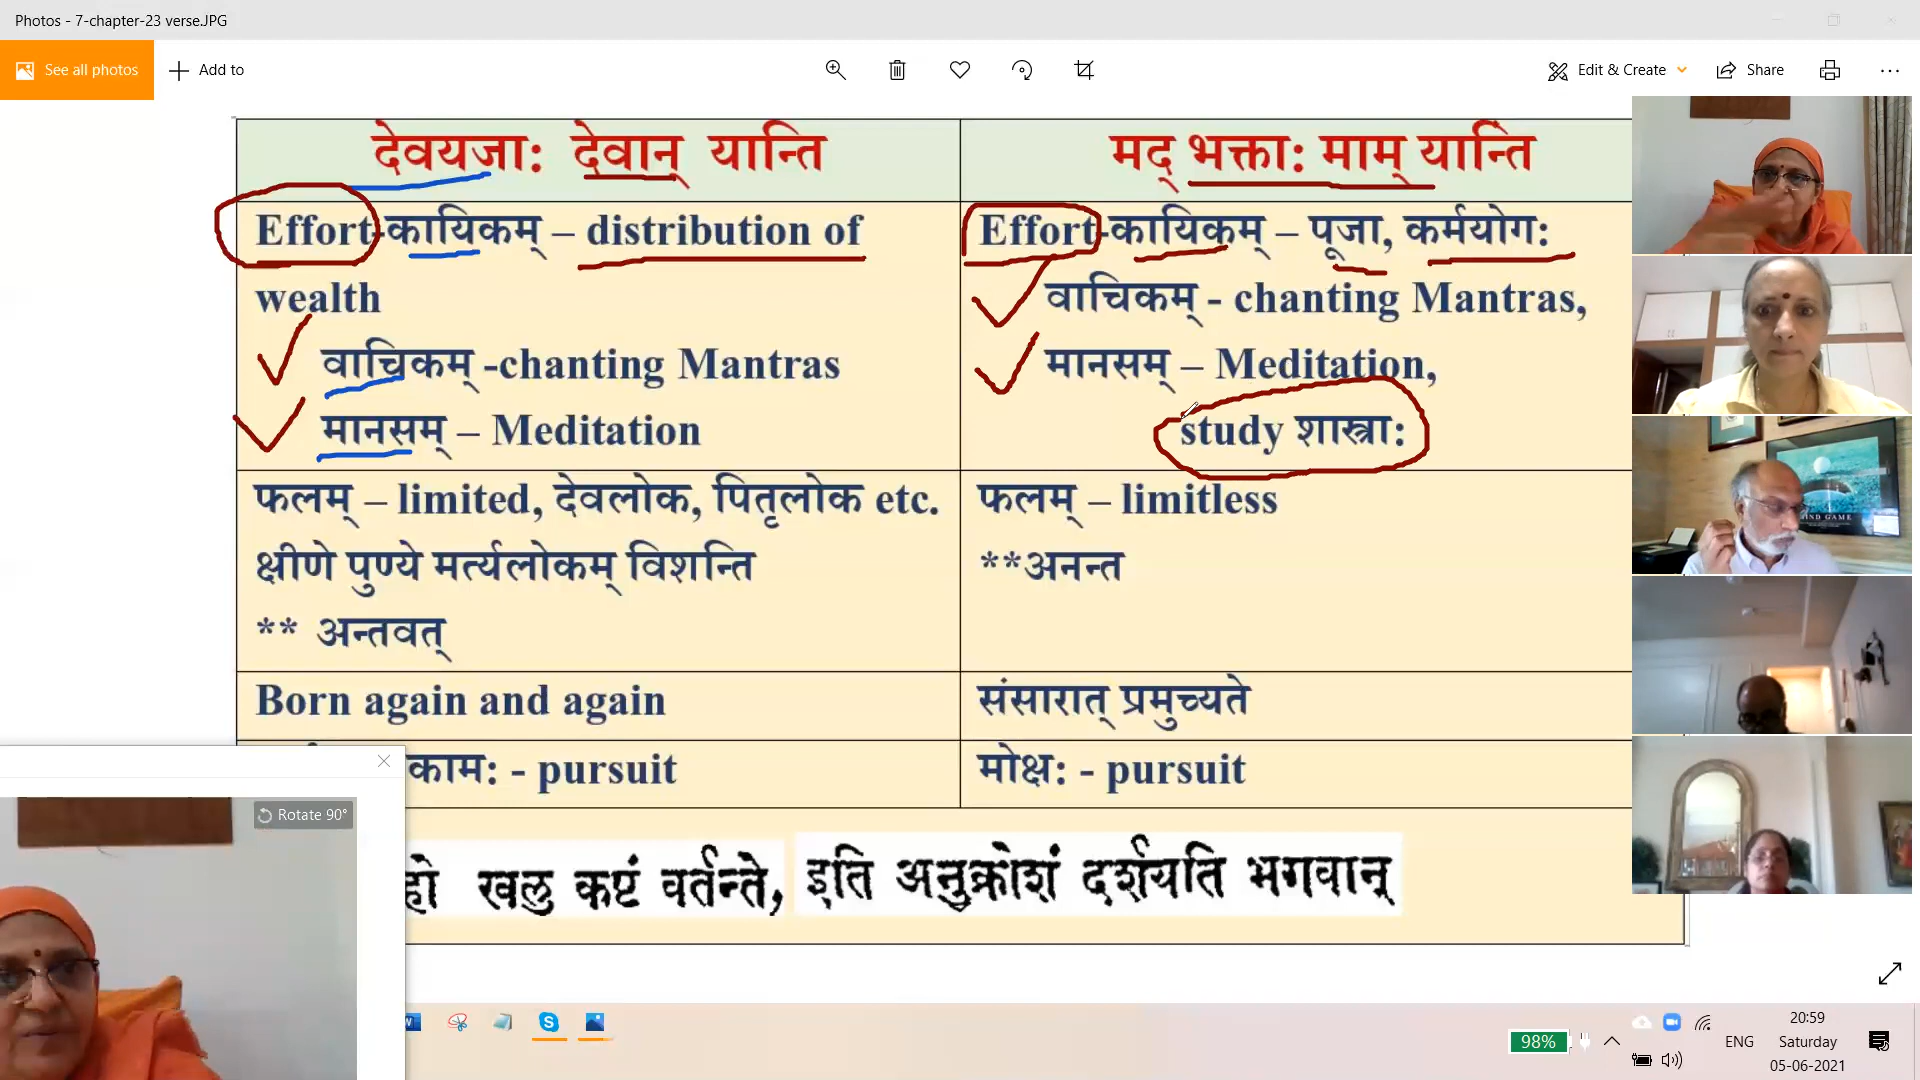 Photos - 7-chapter-23 verse.JPG
See all photos
Add to
Edit & Create
Share
देवयजाः देवान् यान्ति
मद् भक्ताः माम् यान्ति
Effort-कायिकम् – distribution of
wealth
वाचिकम् -chanting Mantras
मानसम् – Meditation
Effort-कायिकम् – पूजा, कर्मयोगः
वाचिकम् - chanting Mantras,
मानसम् – Meditation,
study शास्त्राः
फलम् – limited, देवलोक, पितृलोक etc.
क्षीणे पुण्ये मर्त्यलोकम् विशन्ति
** अन्तवत्
फलम् – limitless
**अनन्त
Born again and again
संसारात् प्रमुच्यते
कामः - pursuit
मोक्षः - pursuit
हो खलु कष्टं वर्तन्ते, इति अनुक्रोशं दर्शयति भगवान्
Rotate 90°
MIND GAME
98%
ENG
20:59
Saturday
05-06-2021